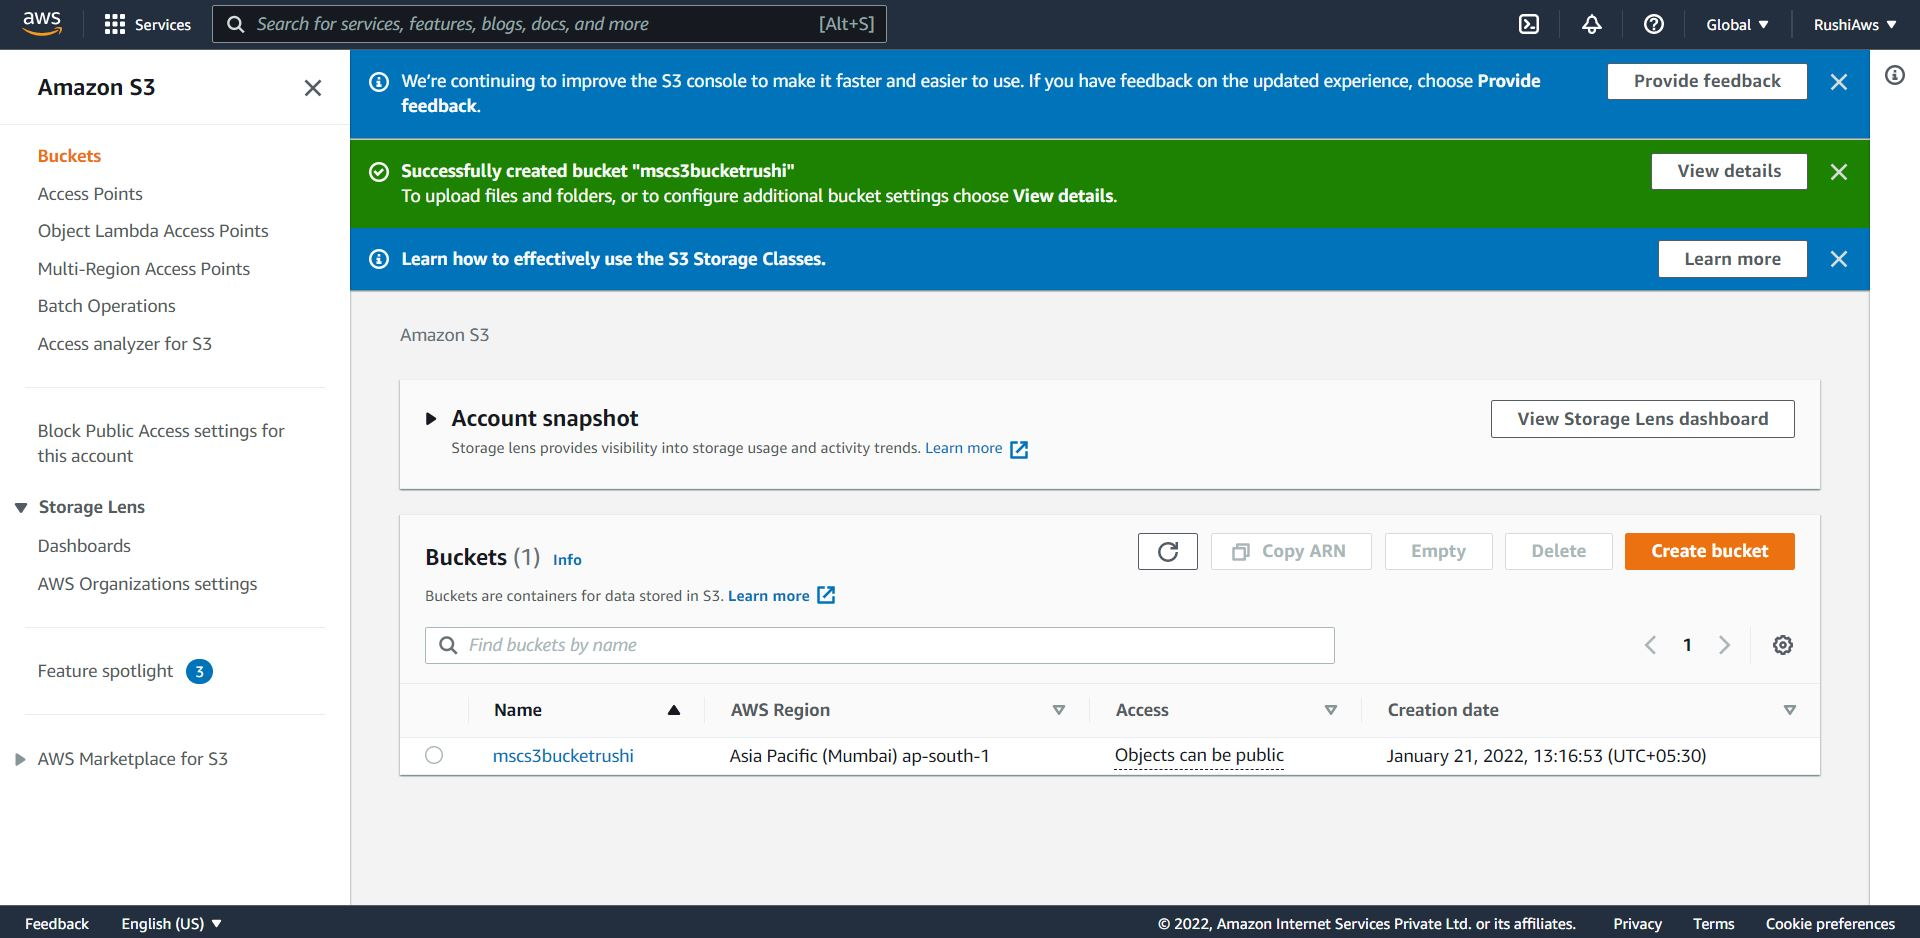 aws
Services
Search for services, features, blogs, docs, and more
[Alt+S]
Global
RushiAws
Amazon S3
Buckets
Access Points
Object Lambda Access Points
Multi-Region Access Points
Batch Operations
Access analyzer for S3
Block Public Access settings for
this account
Storage Lens
Dashboards
AWS Organizations settings
Feature spotlight 3
AWS Marketplace for S3
We’re continuing to improve the S3 console to make it faster and easier to use. If you have feedback on the updated experience, choose Provide
feedback.
Provide feedback
Successfully created bucket "mscs3bucketrushi"
To upload files and folders, or to configure additional bucket settings choose View details.
View details
Learn how to effectively use the S3 Storage Classes.
Learn more
Amazon S3
Account snapshot
Storage lens provides visibility into storage usage and activity trends. Learn more
View Storage Lens dashboard
Buckets (1) Info
Copy ARN
Empty
Delete
Create bucket
Buckets are containers for data stored in S3. Learn more
Find buckets by name
1
Name
AWS Region
Access
Creation date
mscs3bucketrushi
Asia Pacific (Mumbai) ap-south-1
Objects can be public
January 21, 2022, 13:16:53 (UTC+05:30)
Feedback
English (US)
© 2022, Amazon Internet Services Private Ltd. or its affiliates.
Privacy
Terms
Cookie preferences